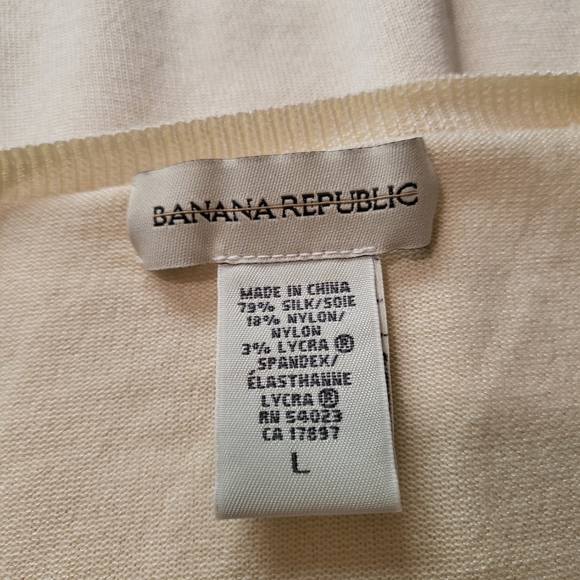 BANANA REPUBLIC
MADE IN CHINA
79% SILK/SOIE
18% NYLON/
NYLON
3% LYCRA ®
SPANDEX/
ÉLASTHANNE
LYCRA ®
RN 54023
CA 17897
L